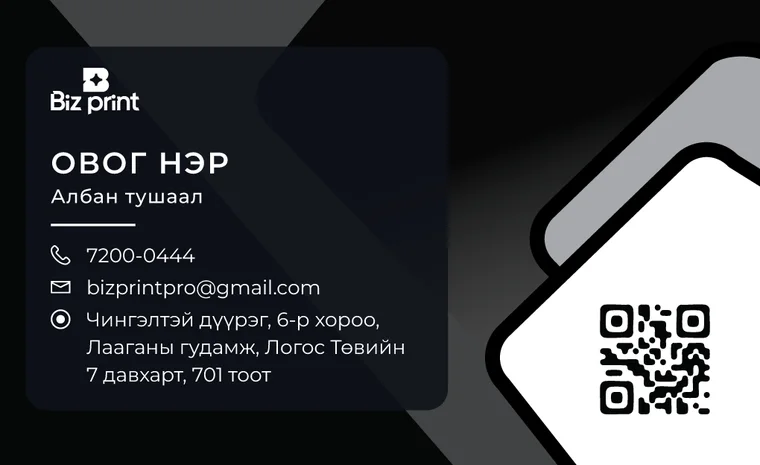 Biz print
ОВОГ НЭР
Албан тушаал
7200-0444
bizprintpro@gmail.com
Чингэлтэй дүүрэг, 6-р хороо,
Лааганы гудамж, Логос Төвийн
7 давхарт, 701 тоот